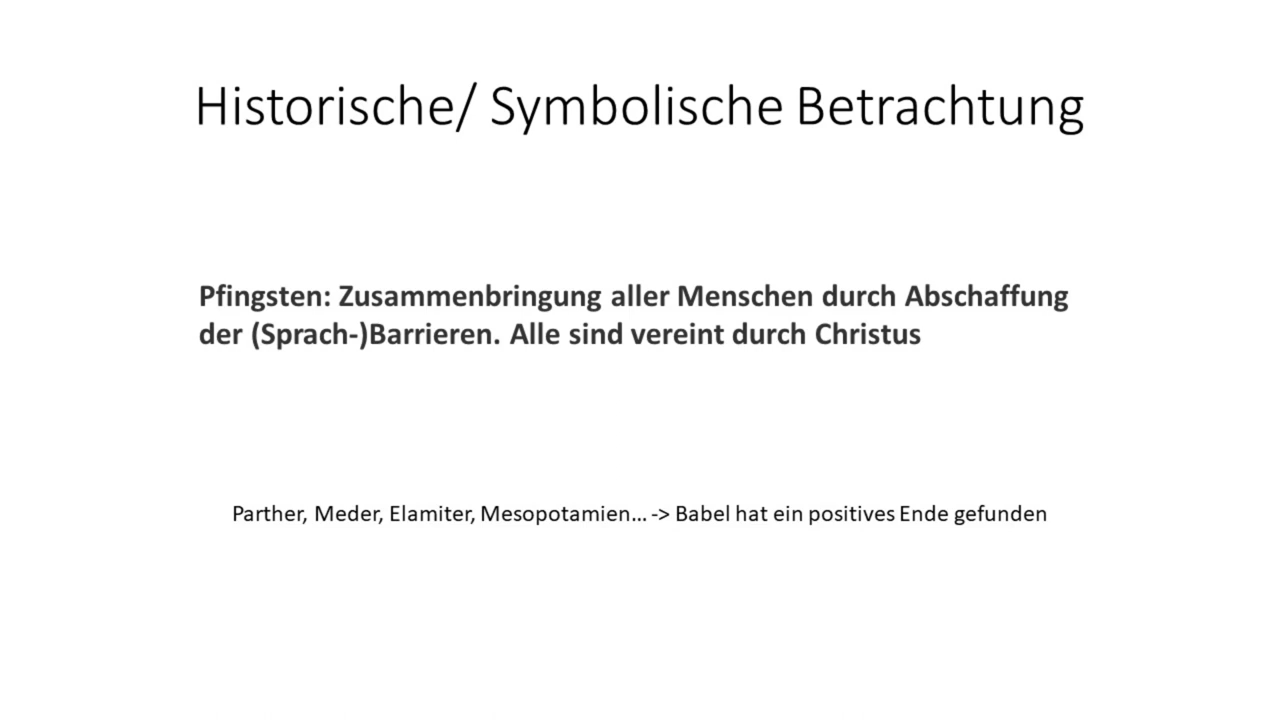 Historische/ Symbolische Betrachtung
Pfingsten: Zusammenbringung aller Menschen durch Abschaffung
der (Sprach-)Barrieren. Alle sind vereint durch Christus
Parther, Meder, Elamiter, Mesopotamien... -> Babel hat ein positives Ende gefunden